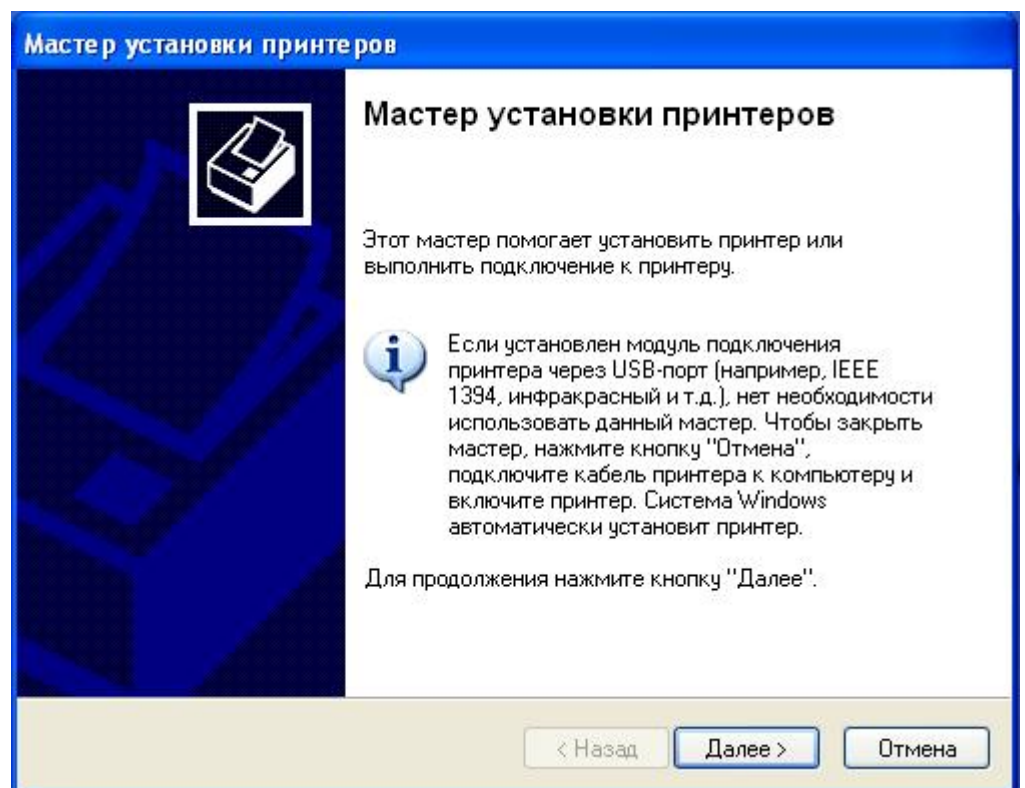 Мастер установки принтеров
Мастер установки принтеров
Этот мастер помогает установить принтер или
выполнить подключение к принтеру.
Если установлен модуль подключения
принтера через USB-порт (например, IEEE
1394, инфракрасный и т.д.), нет необходимости
использовать данный мастер. Чтобы закрыть
мастер, нажмите кнопку "Отмена",
подключите кабель принтера к компьютеру и
включите принтер. Система Windows
автоматически установит принтер.
Для продолжения нажмите кнопку "Далее".
< Назад Далее > Отмена